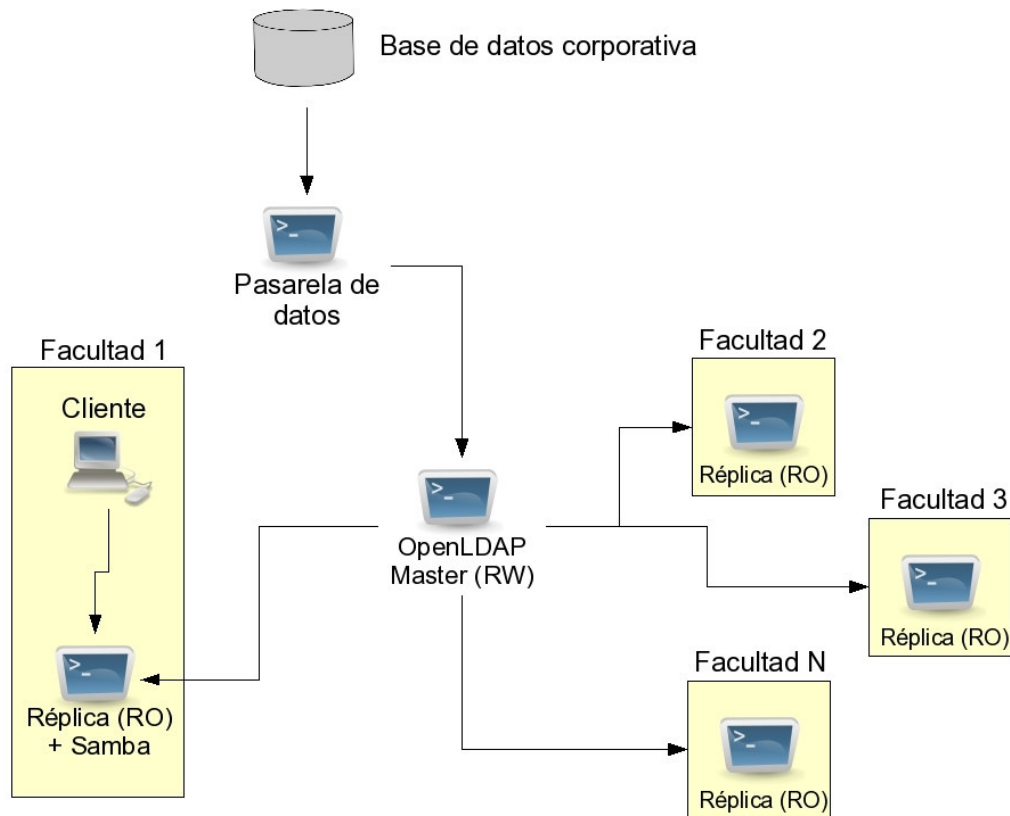 Base de datos corporativa
Pasarela de
datos
Facultad 1
Cliente
Réplica (RO)
+ Samba
OpenLDAP
Master (RW)
Facultad 2
Réplica (RO)
Facultad 3
Réplica (RO)
Facultad N
Réplica (RO)